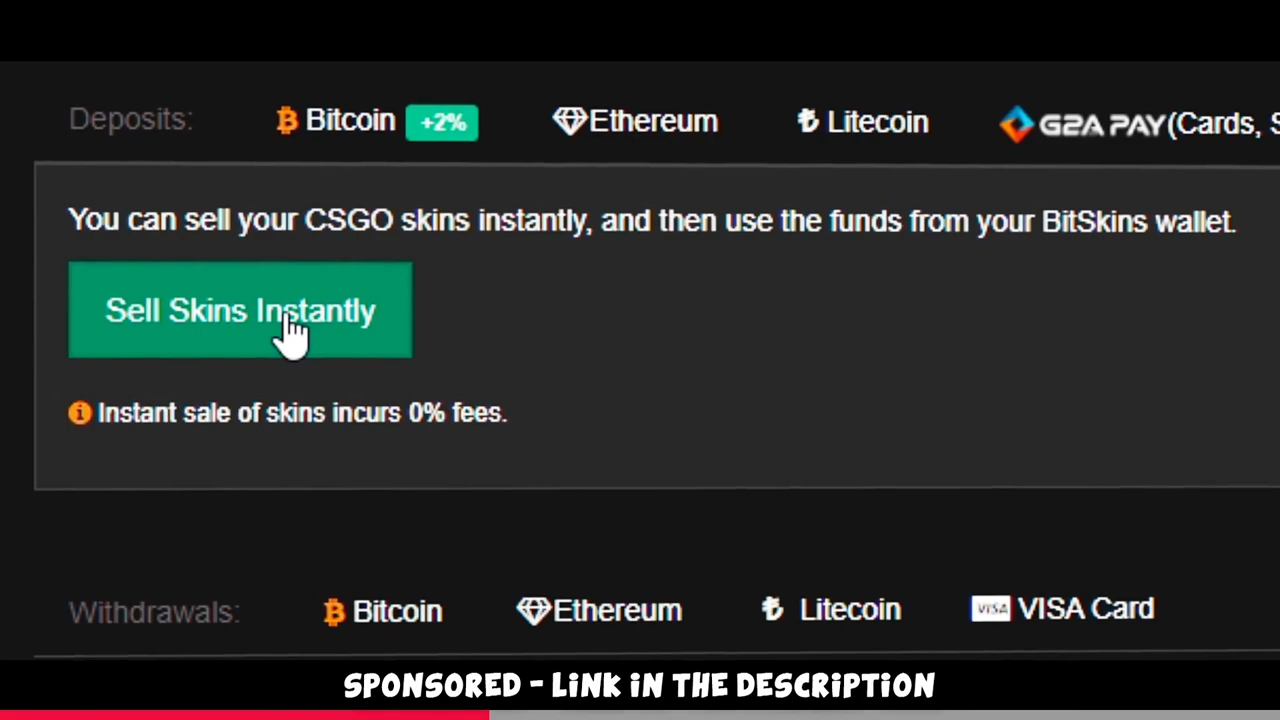 Deposits: Bitcoin +2% Ethereum Litecoin G2A PAY(Cards,
You can sell your CSGO skins instantly, and then use the funds from your BitSkins wallet.
Sell Skins Instantly
Instant sale of skins incurs 0% fees.
Withdrawals: Bitcoin Ethereum Litecoin VISA VISA Card
SPONSORED - LINK IN THE DESCRIPTION